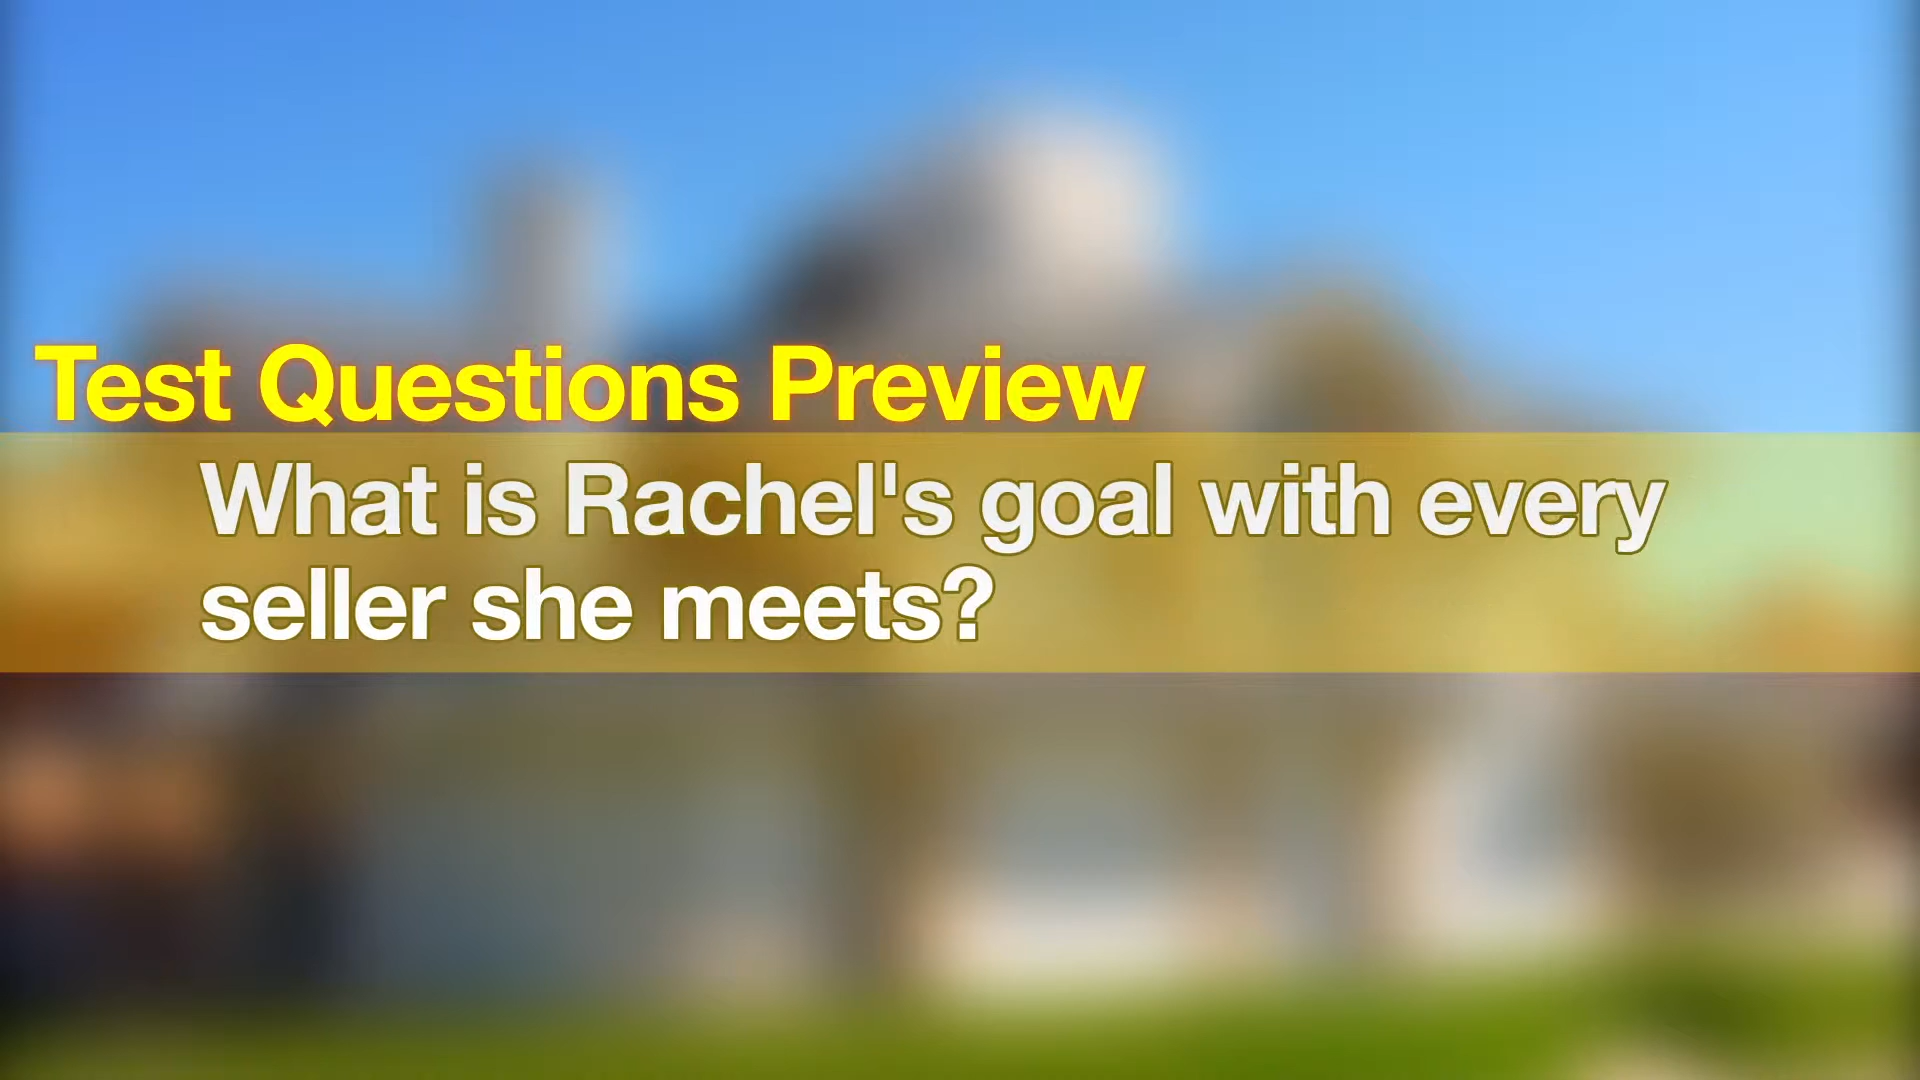 Test Questions Preview
What is Rachel's goal with every
seller she meets?